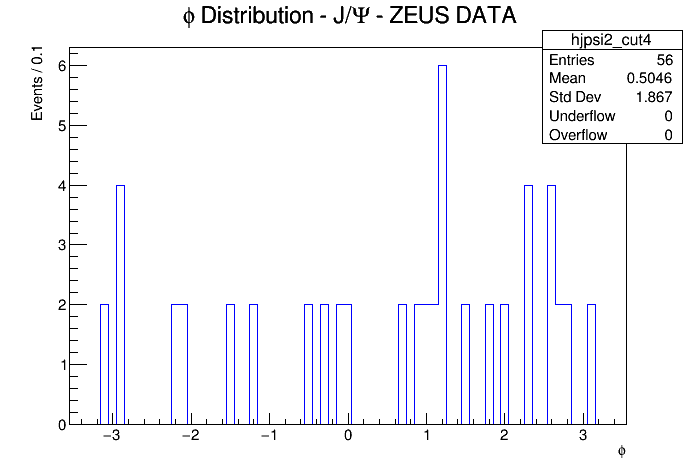 ϕ Distribution - J/Ψ - ZEUS DATA
hjpsi2_cut4
Entries 56
Mean 0.5046
Std Dev 1.867
Underflow 0
Overflow 0
Events / 0.1
6
5
4
3
2
1
0
−3 −2 −1 0 1 2 3
ϕ